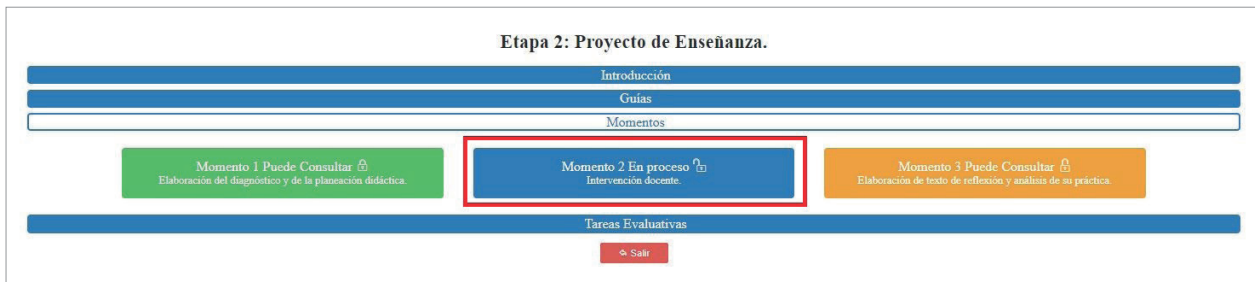 Etapa 2: Proyecto de Enseñanza.
Introducción
Guías
Momentos
Momento 1 Puede Consultar
Elaboración del diagnóstico y de la planeación didáctica.
Momento 2 En proceso
Intervención docente.
Momento 3 Puede Consultar
Elaboración de texto de reflexión y análisis de su práctica.
Tareas Evaluativas
Salir